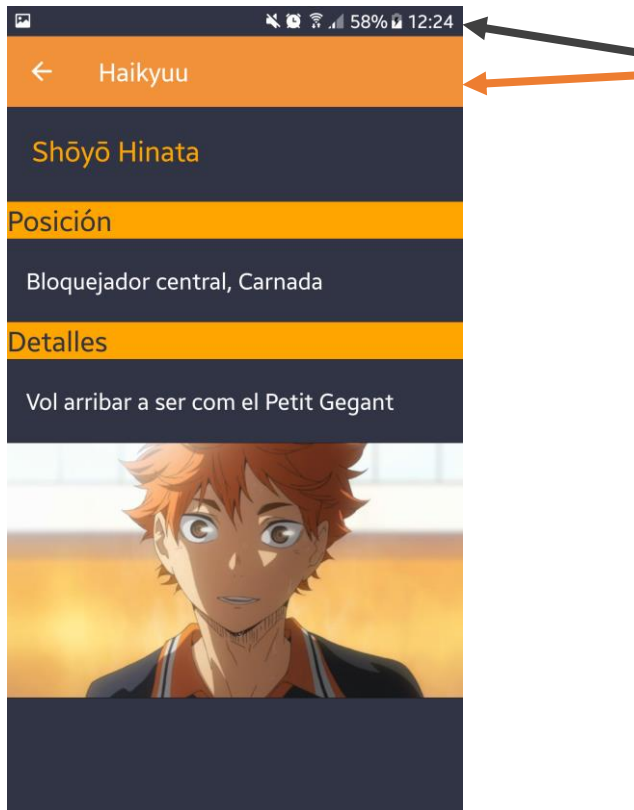 58% 12:24
Haikyuu
Shōyō Hinata
Posición
Bloquejador central, Carnada
Detalles
Vol arribar a ser com el Petit Gegant